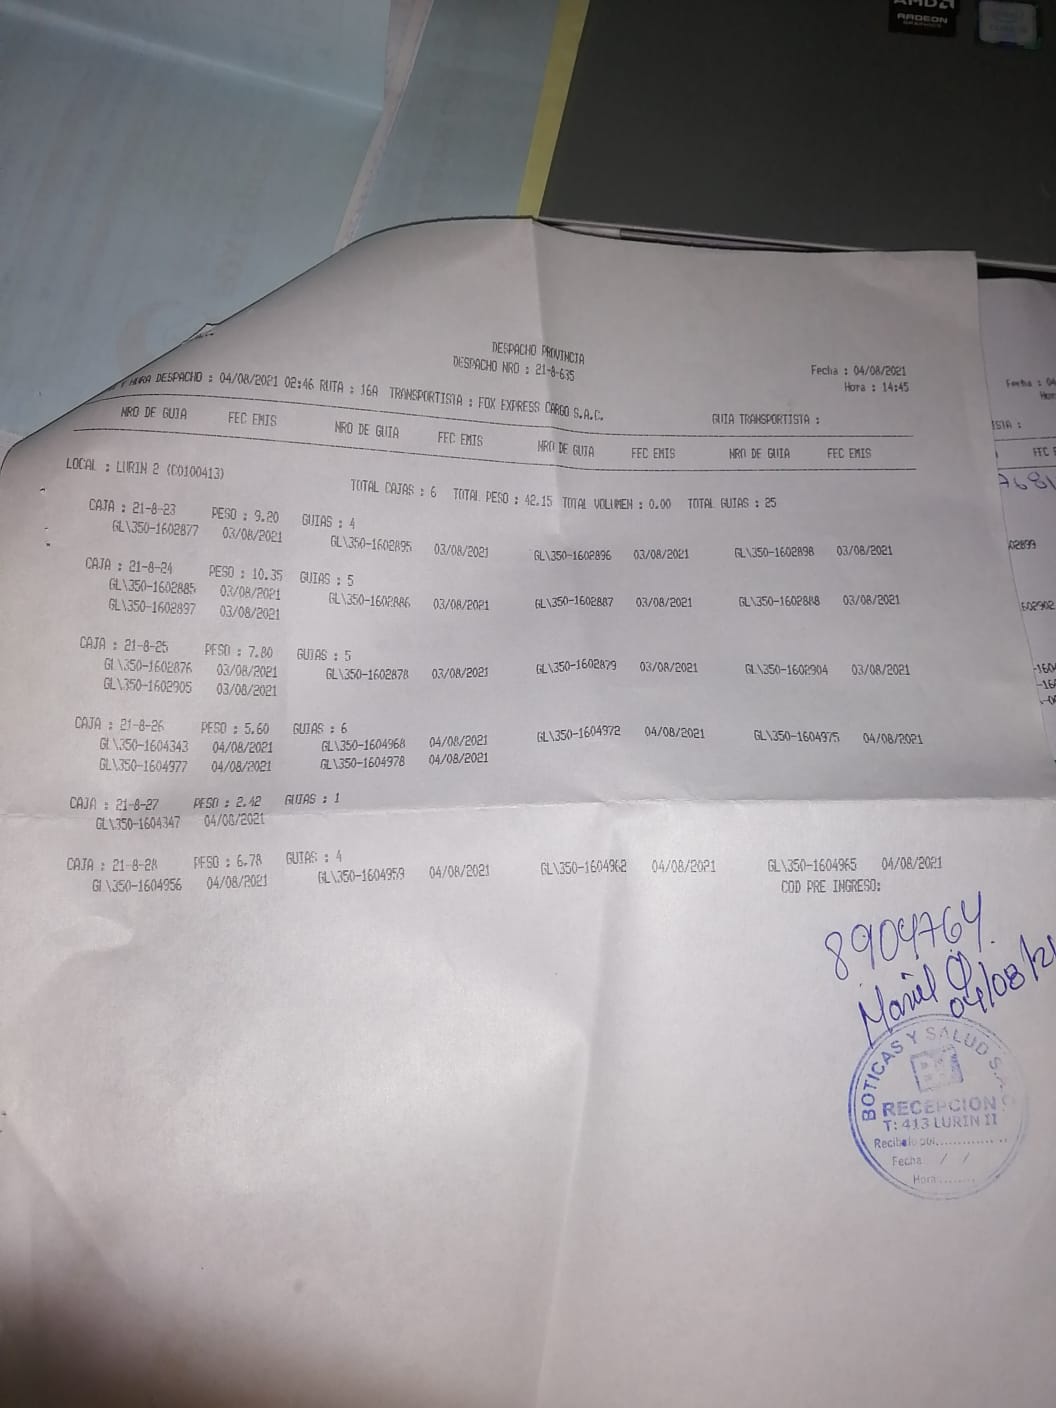 AMD
RADEON
DESPACHO PROVINCIA
DESPACHO NRO : 21-8-635
Fecha : 04/08/2021
Hora : 14:45
HORA DESPACHO : 04/08/2021 02:46 RUTA : 16A TRANSPORTISTA : FOX EXPRESS CARGO S.A.C.
GUIA TRANSPORTISTA :
NRO DE GUIA FEC EMIS NRO DE GUIA FEC EMIS NRO DE GUIA FEC EMIS NRO DE GUIA FEC EMIS
LOCAL : LURIN 2 (C0100413)
TOTAL CAJAS : 6 TOTAL PESO : 42.15 TOTAL VOLUMEN : 0.00 TOTAL GUIAS : 25
CAJA : 21-8-23 PESO : 9.20 GUIAS : 4
GL\350-1602877 03/08/2021 GL\350-1602895 03/08/2021 GL\350-1602896 03/08/2021 GL\350-1602898 03/08/2021
CAJA : 21-8-24 PESO : 10.35 GUIAS : 5
GL\350-1602885 03/08/2021 GL\350-1602886 03/08/2021 GL\350-1602887 03/08/2021 GL\350-1602888 03/08/2021
GL\350-1602897 03/08/2021
CAJA : 21-8-25 PESO : 7.80 GUIAS : 5
GL\350-1602876 03/08/2021 GL\350-1602878 03/08/2021 GL\350-1602879 03/08/2021 GL\350-1602904 03/08/2021
GL\350-1602905 03/08/2021
CAJA : 21-8-26 PESO : 5.60 GUIAS : 6
GL\350-1604343 04/08/2021 GL\350-1604968 04/08/2021 GL\350-1604972 04/08/2021 GL\350-1604975 04/08/2021
GL\350-1604977 04/08/2021 GL\350-1604978 04/08/2021
CAJA : 21-8-27 PESO : 2.42 GUIAS : 1
GL\350-1604347 04/08/2021
CAJA : 21-8-28 PESO : 6.78 GUIAS : 4
GL\350-1604956 04/08/2021 GL\350-1604959 04/08/2021 GL\350-1604962 04/08/2021 GL\350-1604965 04/08/2021
COD PRE INGRESO:
8904764
04/08/21
BOTICAS Y SALUD S.A.C
RECEPCION
T: 413 LURIN II
Recibido por
Fecha / /
Hora